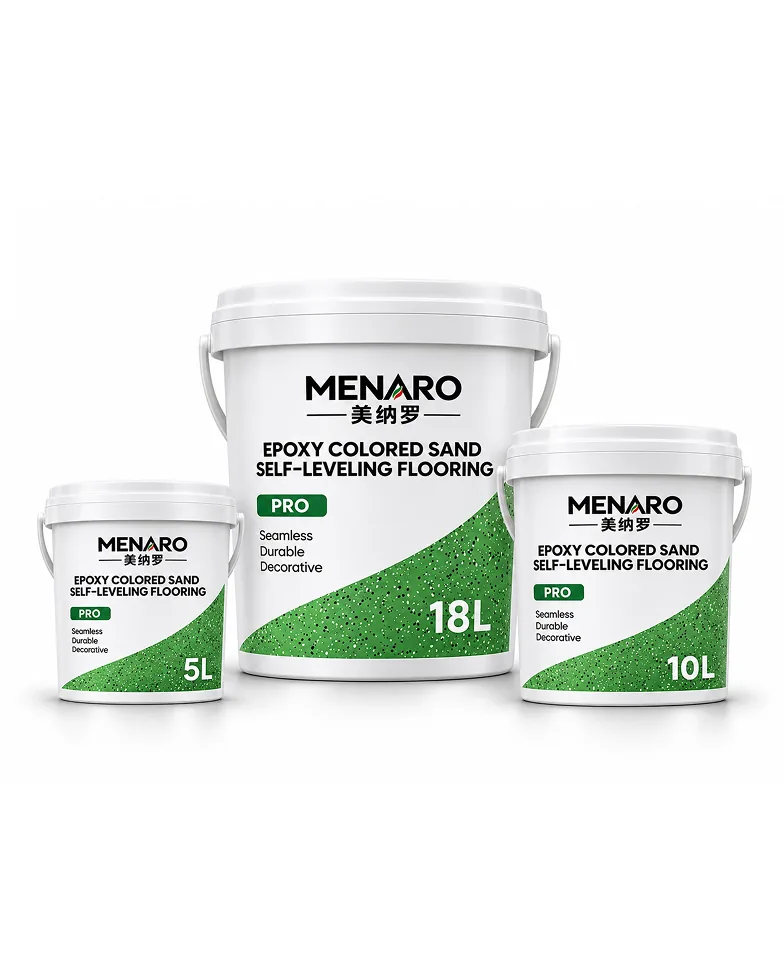 MENARO
美纳罗
EPOXY COLORED SAND
SELF-LEVELING FLOORING
PRO
Seamless
Durable
Decorative
18L
MENARO
美纳罗
EPOXY COLORED SAND
SELF-LEVELING FLOORING
PRO
Seamless
Durable
Decorative
5L
MENARO
美纳罗
EPOXY COLORED SAND
SELF-LEVELING FLOORING
PRO
Seamless
Durable
Decorative
10L